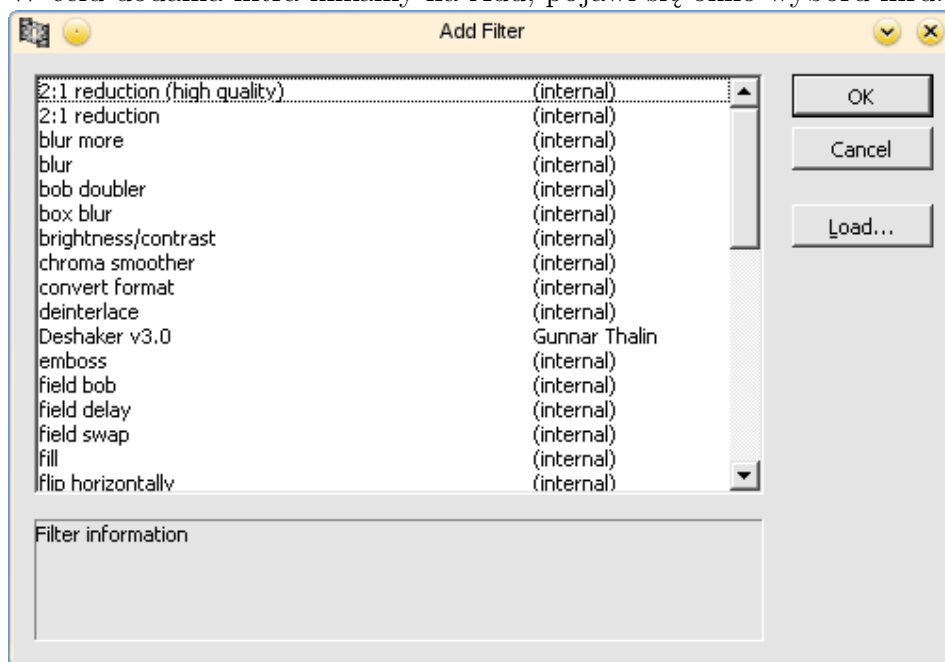 Add Filter
2:1 reduction (high quality) (internal)
2:1 reduction (internal)
blur more (internal)
blur (internal)
bob doubler (internal)
box blur (internal)
brightness/contrast (internal)
chroma smoother (internal)
convert format (internal)
deinterlace (internal)
Deshaker v3.0 Gunnar Thalin
emboss (internal)
field bob (internal)
field delay (internal)
field swap (internal)
fill (internal)
flip horizontally (internal)
OK
Cancel
Load...
Filter information